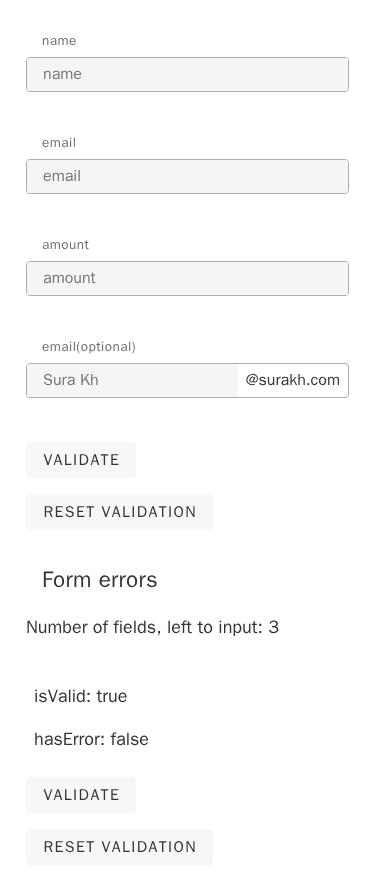 name
name
email
email
amount
amount
email(optional)
Sura Kh @surakh.com
VALIDATE
RESET VALIDATION
Form errors
Number of fields, left to input: 3
isValid: true
hasError: false
VALIDATE
RESET VALIDATION